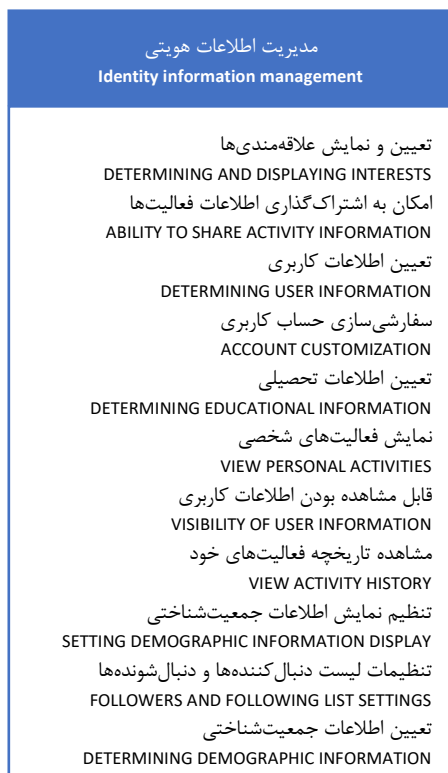 مدیریت اطلاعات هویتی
Identity information management
تعیین و نمایش علاقه‌مندی‌ها
DETERMINING AND DISPLAYING INTERESTS
امکان به اشتراک‌گذاری اطلاعات فعالیت‌ها
ABILITY TO SHARE ACTIVITY INFORMATION
تعیین اطلاعات کاربری
DETERMINING USER INFORMATION
سفارشی‌سازی حساب کاربری
ACCOUNT CUSTOMIZATION
تعیین اطلاعات تحصیلی
DETERMINING EDUCATIONAL INFORMATION
نمایش فعالیت‌های شخصی
VIEW PERSONAL ACTIVITIES
قابل مشاهده بودن اطلاعات کاربری
VISIBILITY OF USER INFORMATION
مشاهده تاریخچه فعالیت‌های خود
VIEW ACTIVITY HISTORY
تنظیم نمایش اطلاعات جمعیت‌شناختی
SETTING DEMOGRAPHIC INFORMATION DISPLAY
تنظیمات لیست دنبال‌کننده‌ها و دنبال‌شونده‌ها
FOLLOWERS AND FOLLOWING LIST SETTINGS
تعیین اطلاعات جمعیت‌شناختی
DETERMINING DEMOGRAPHIC INFORMATION